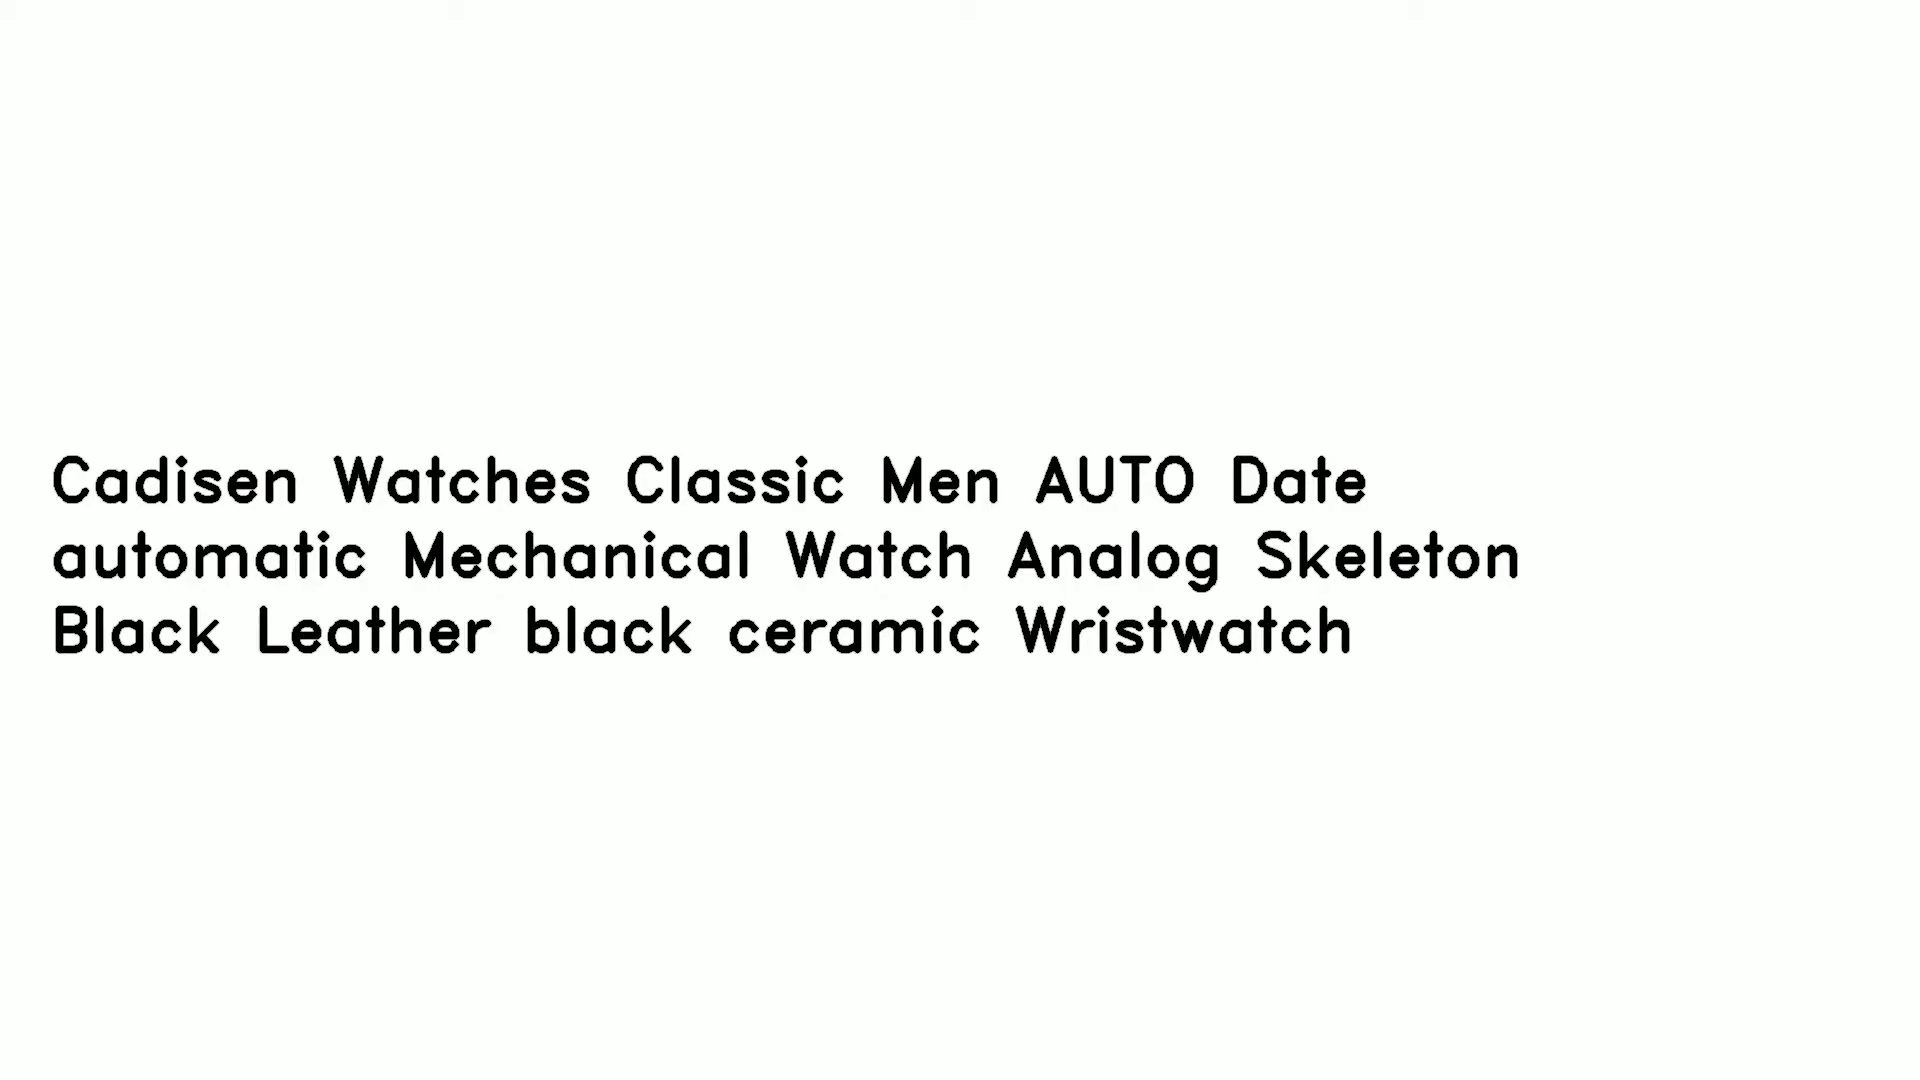 Cadisen Watches Classic Men AUTO Date
automatic Mechanical Watch Analog Skeleton
Black Leather black ceramic Wristwatch